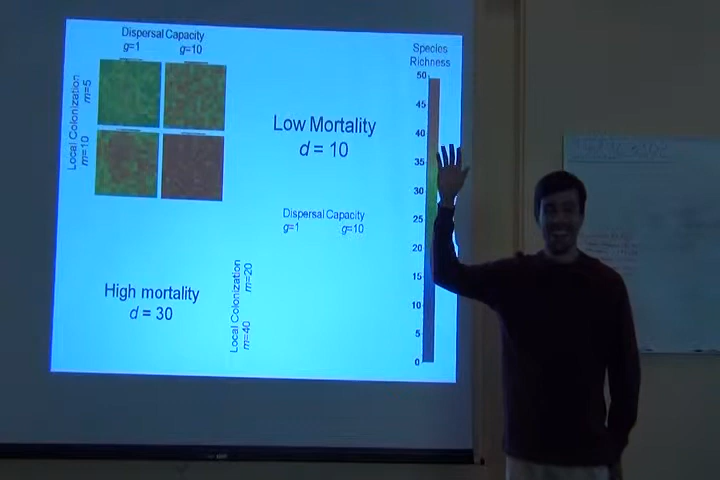 Dispersal Capacity
g=1 g=10
Local Colonization
m=5
m=10
Low Mortality
d = 10
Species
Richness
50
45
40
35
30
25
20
15
10
5
0
Dispersal Capacity
g=1 g=10
High mortality
d = 30
Local Colonization
m=20
m=40